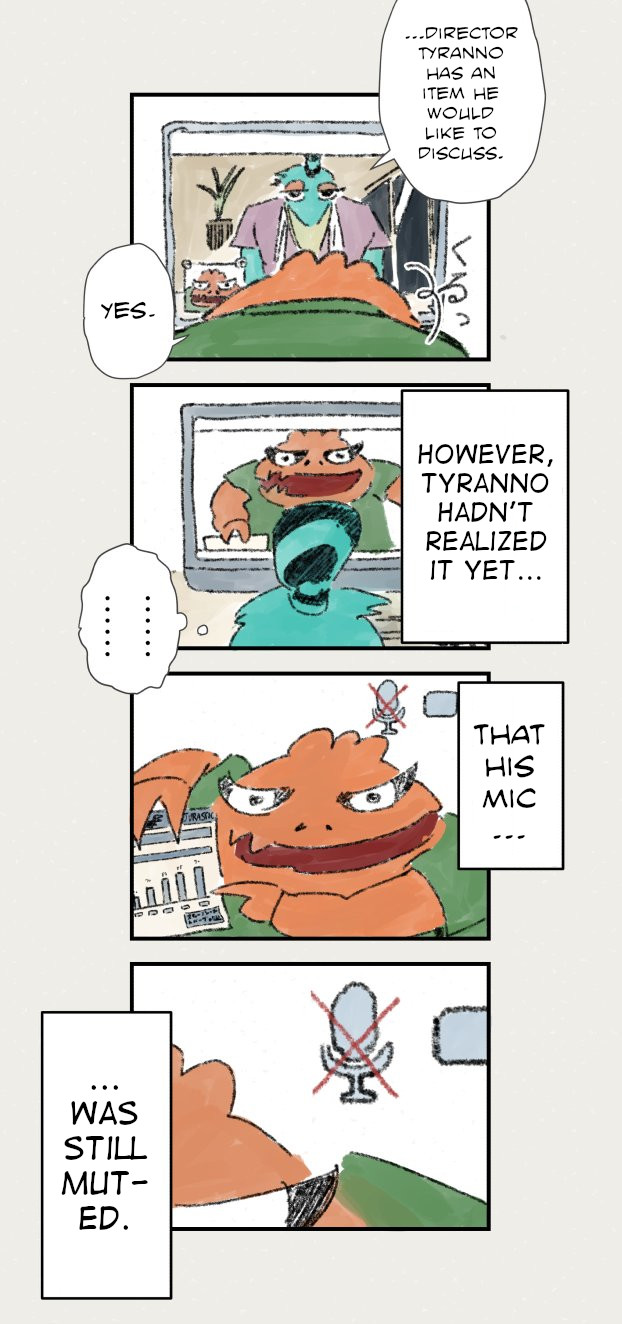 ...DIRECTOR
TYRANNO
HAS AN
ITEM HE
WOULD
LIKE TO
DISCUSS.
YES.
HOWEVER,
TYRANNO
HADN'T
REALIZED
IT YET...
THAT
HIS
MIC
...
JURASTIC
...
WAS
STILL
MUT-
ED.